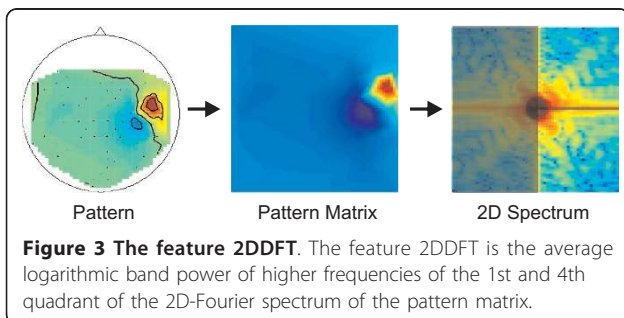 Pattern
Pattern Matrix
2D Spectrum
Figure 3 The feature 2DDFT. The feature 2DDFT is the average
logarithmic band power of higher frequencies of the 1st and 4th
quadrant of the 2D-Fourier spectrum of the pattern matrix.